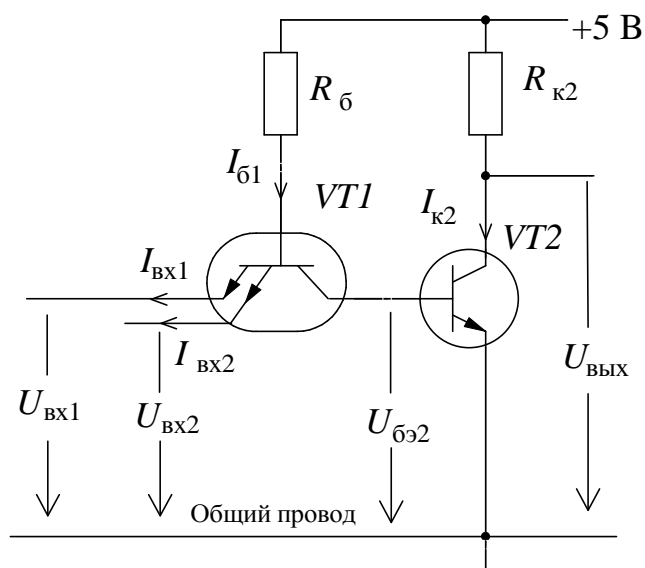 +5 В
R б
R к2
I б1
VT1
I к2
VT2
I вх1
I вх2
U вх1
U вх2
U бэ2
U вых
Общий провод